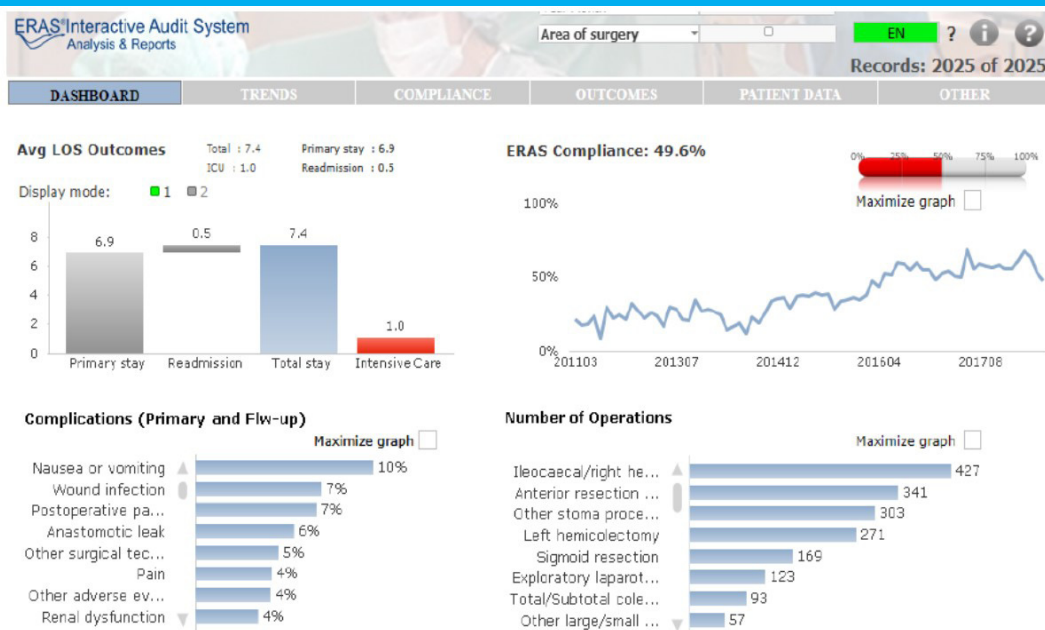 ERAS® Interactive Audit System
Analysis & Reports
Area of surgery
EN ? i ?
Records: 2025 of 2025
DASHBOARD TRENDS COMPLIANCE OUTCOMES PATIENT DATA OTHER
Avg LOS Outcomes
Total : 7.4 Primary stay : 6.9
ICU : 1.0 Readmission : 0.5
Display mode: 1 2
8
6
4
2
0
6.9
0.5
7.4
1.0
Primary stay Readmission Total stay Intensive Care
ERAS Compliance: 49.6%
0% 25% 50% 75% 100%
Maximize graph
100%
50%
0%
201103 201307 201412 201604 201708
Complications (Primary and Flw-up)
Maximize graph
Nausea or vomiting 10%
Wound infection 7%
Postoperative pa... 7%
Anastomotic leak 6%
Other surgical tec... 5%
Pain 4%
Other adverse ev... 4%
Renal dysfunction 4%
Number of Operations
Maximize graph
Ileocaecal/right he... 427
Anterior resection ... 341
Other stoma proce... 303
Left hemicolectomy 271
Sigmoid resection 169
Exploratory laparot... 123
Total/Subtotal cole... 93
Other large/small ... 57